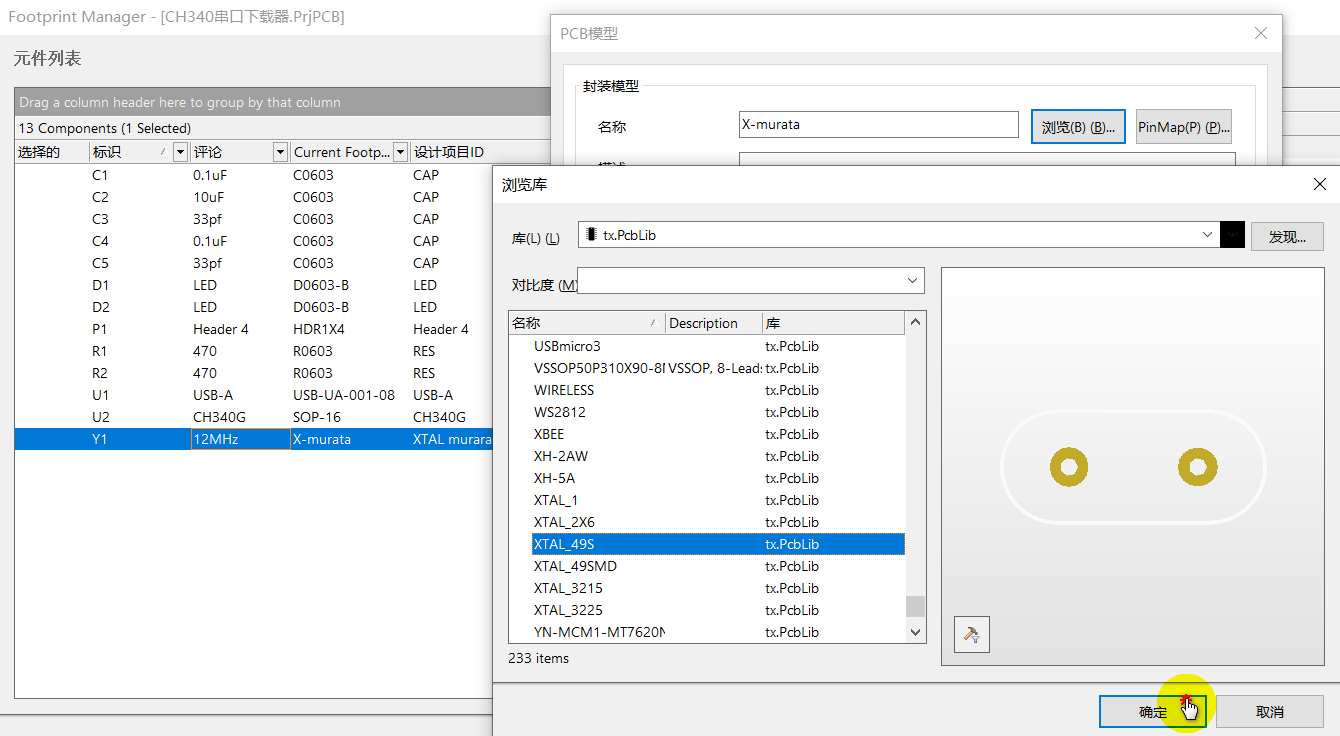 Footprint Manager - [CH340串口下载器.PrjPCB]
元件列表
Drag a column header here to group by that column
13 Components (1 Selected)
选择的 标识 评论 Current Footp... 设计项目ID
C1 0.1uF C0603 CAP
C2 10uF C0603 CAP
C3 33pf C0603 CAP
C4 0.1uF C0603 CAP
C5 33pf C0603 CAP
D1 LED D0603-B LED
D2 LED D0603-B LED
P1 Header 4 HDR1X4 Header 4
R1 470 R0603 RES
R2 470 R0603 RES
U1 USB-A USB-UA-001-08 USB-A
U2 CH340G SOP-16 CH340G
Y1 12MHz X-murata XTAL murara
PCB模型
封装模型
名称 X-murata 浏览(B) (B)... PinMap(P) (P)...
浏览库
库(L) (L) tx.PcbLib 发现...
对比度 (M)
名称 Description 库
USBmicro3 tx.PcbLib
VSSOP50P310X90-8 VSSOP, 8-Lead: tx.PcbLib
WIRELESS tx.PcbLib
WS2812 tx.PcbLib
XBEE tx.PcbLib
XH-2AW tx.PcbLib
XH-5A tx.PcbLib
XTAL_1 tx.PcbLib
XTAL_2X6 tx.PcbLib
XTAL_49S tx.PcbLib
XTAL_49SMD tx.PcbLib
XTAL_3215 tx.PcbLib
XTAL_3225 tx.PcbLib
YN-MCM1-MT7620N tx.PcbLib
233 items
确定 取消